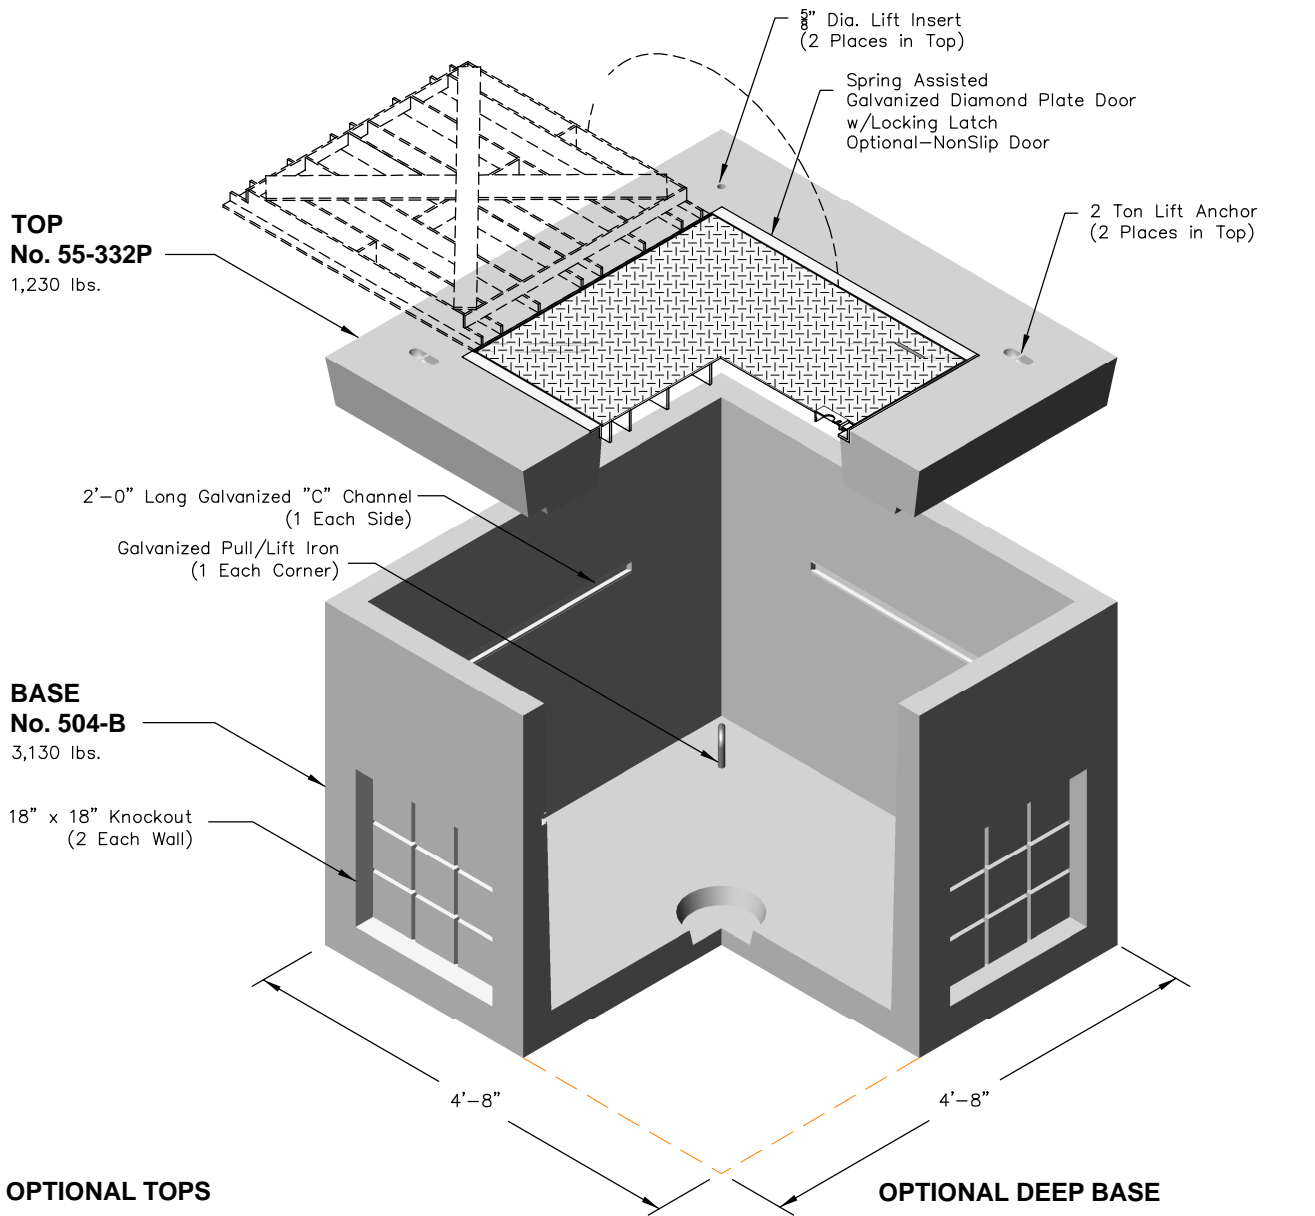 ⅝” Dia. Lift Insert
(2 Places in Top)
Spring Assisted
Galvanized Diamond Plate Door
w/Locking Latch
Optional–NonSlip Door
2 Ton Lift Anchor
(2 Places in Top)
TOP
No. 55-332P
1,230 lbs.
2’–0” Long Galvanized ”C” Channel
(1 Each Side)
Galvanized Pull/Lift Iron
(1 Each Corner)
BASE
No. 504-B
3,130 lbs.
18” x 18” Knockout
(2 Each Wall)
4’–8”
4’–8”
OPTIONAL TOPS
OPTIONAL DEEP BASE